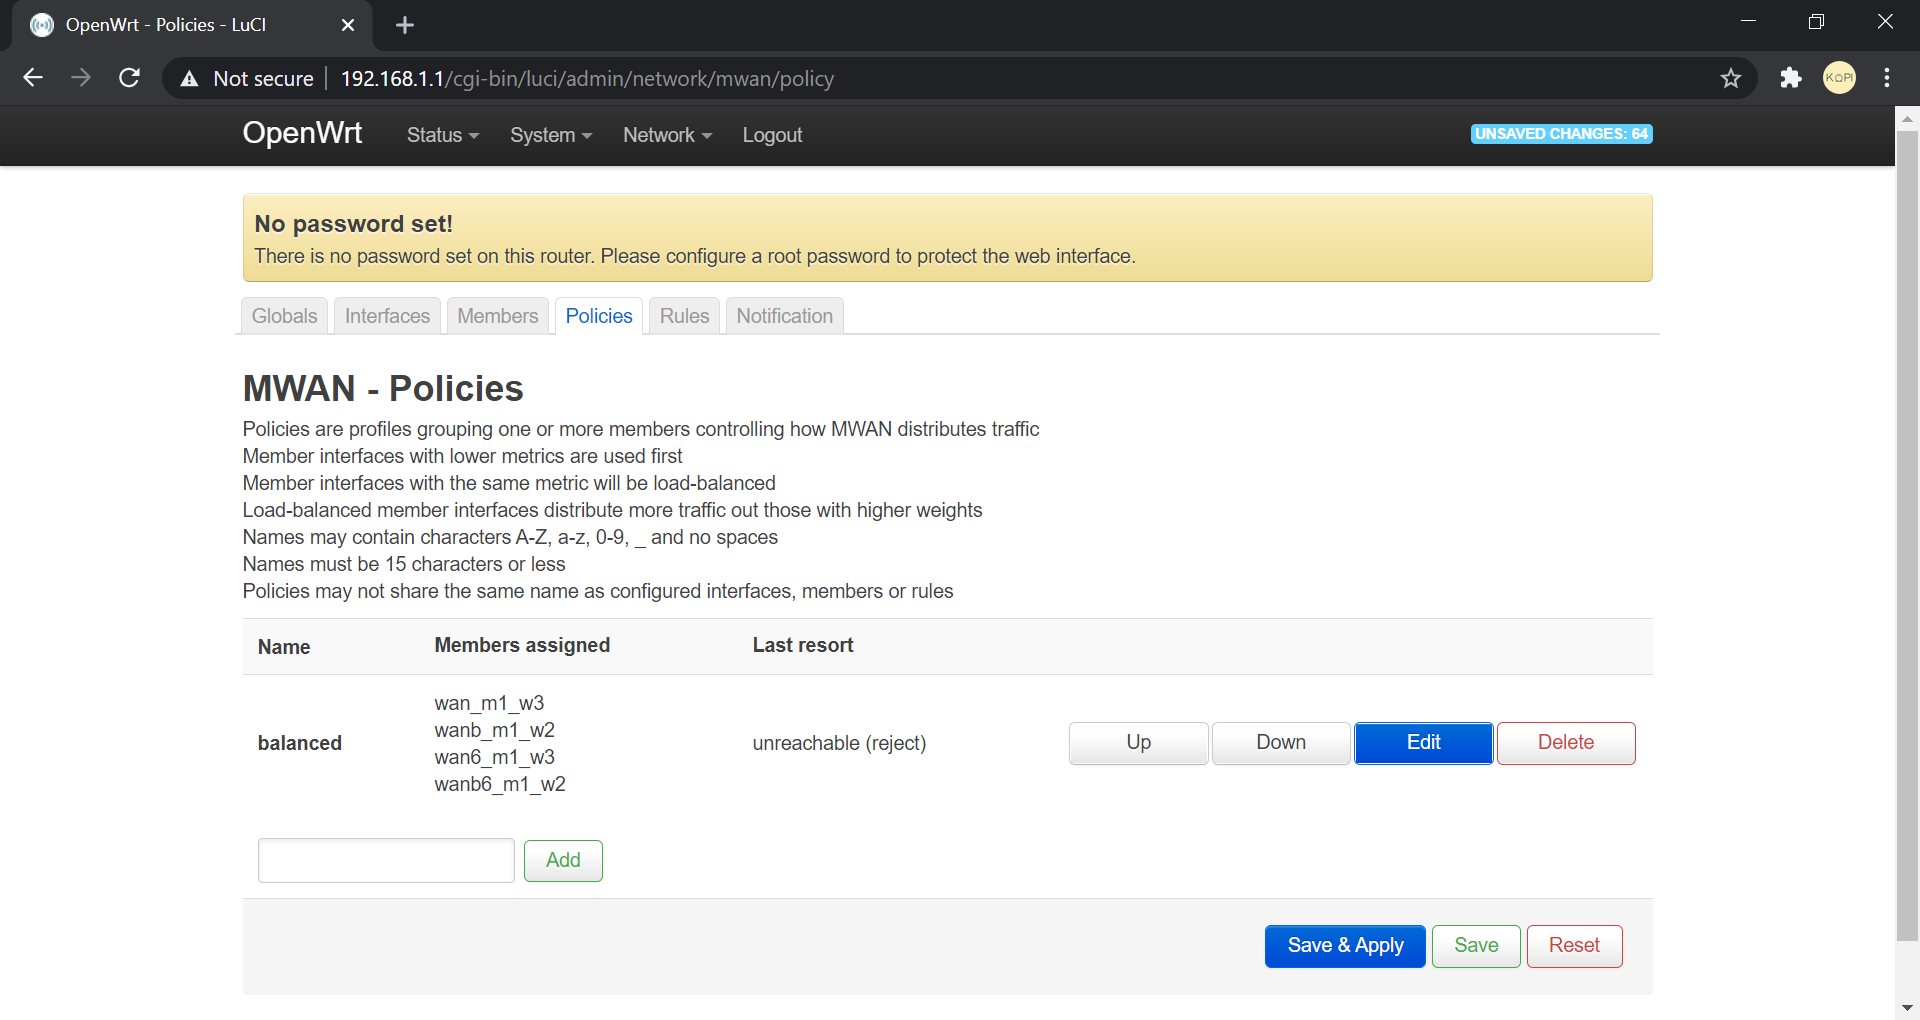 OpenWrt - Policies - LuCI
Not secure | 192.168.1.1/cgi-bin/luci/admin/network/mwan/policy
KOPI
OpenWrt Status System Network Logout UNSAVED CHANGES: 64
No password set!
There is no password set on this router. Please configure a root password to protect the web interface.
Globals Interfaces Members Policies Rules Notification
MWAN - Policies
Policies are profiles grouping one or more members controlling how MWAN distributes traffic
Member interfaces with lower metrics are used first
Member interfaces with the same metric will be load-balanced
Load-balanced member interfaces distribute more traffic out those with higher weights
Names may contain characters A-Z, a-z, 0-9, _ and no spaces
Names must be 15 characters or less
Policies may not share the same name as configured interfaces, members or rules
Name Members assigned Last resort
balanced
wan_m1_w3
wanb_m1_w2
wan6_m1_w3
wanb6_m1_w2
unreachable (reject)
Up Down Edit Delete
Add
Save & Apply Save Reset